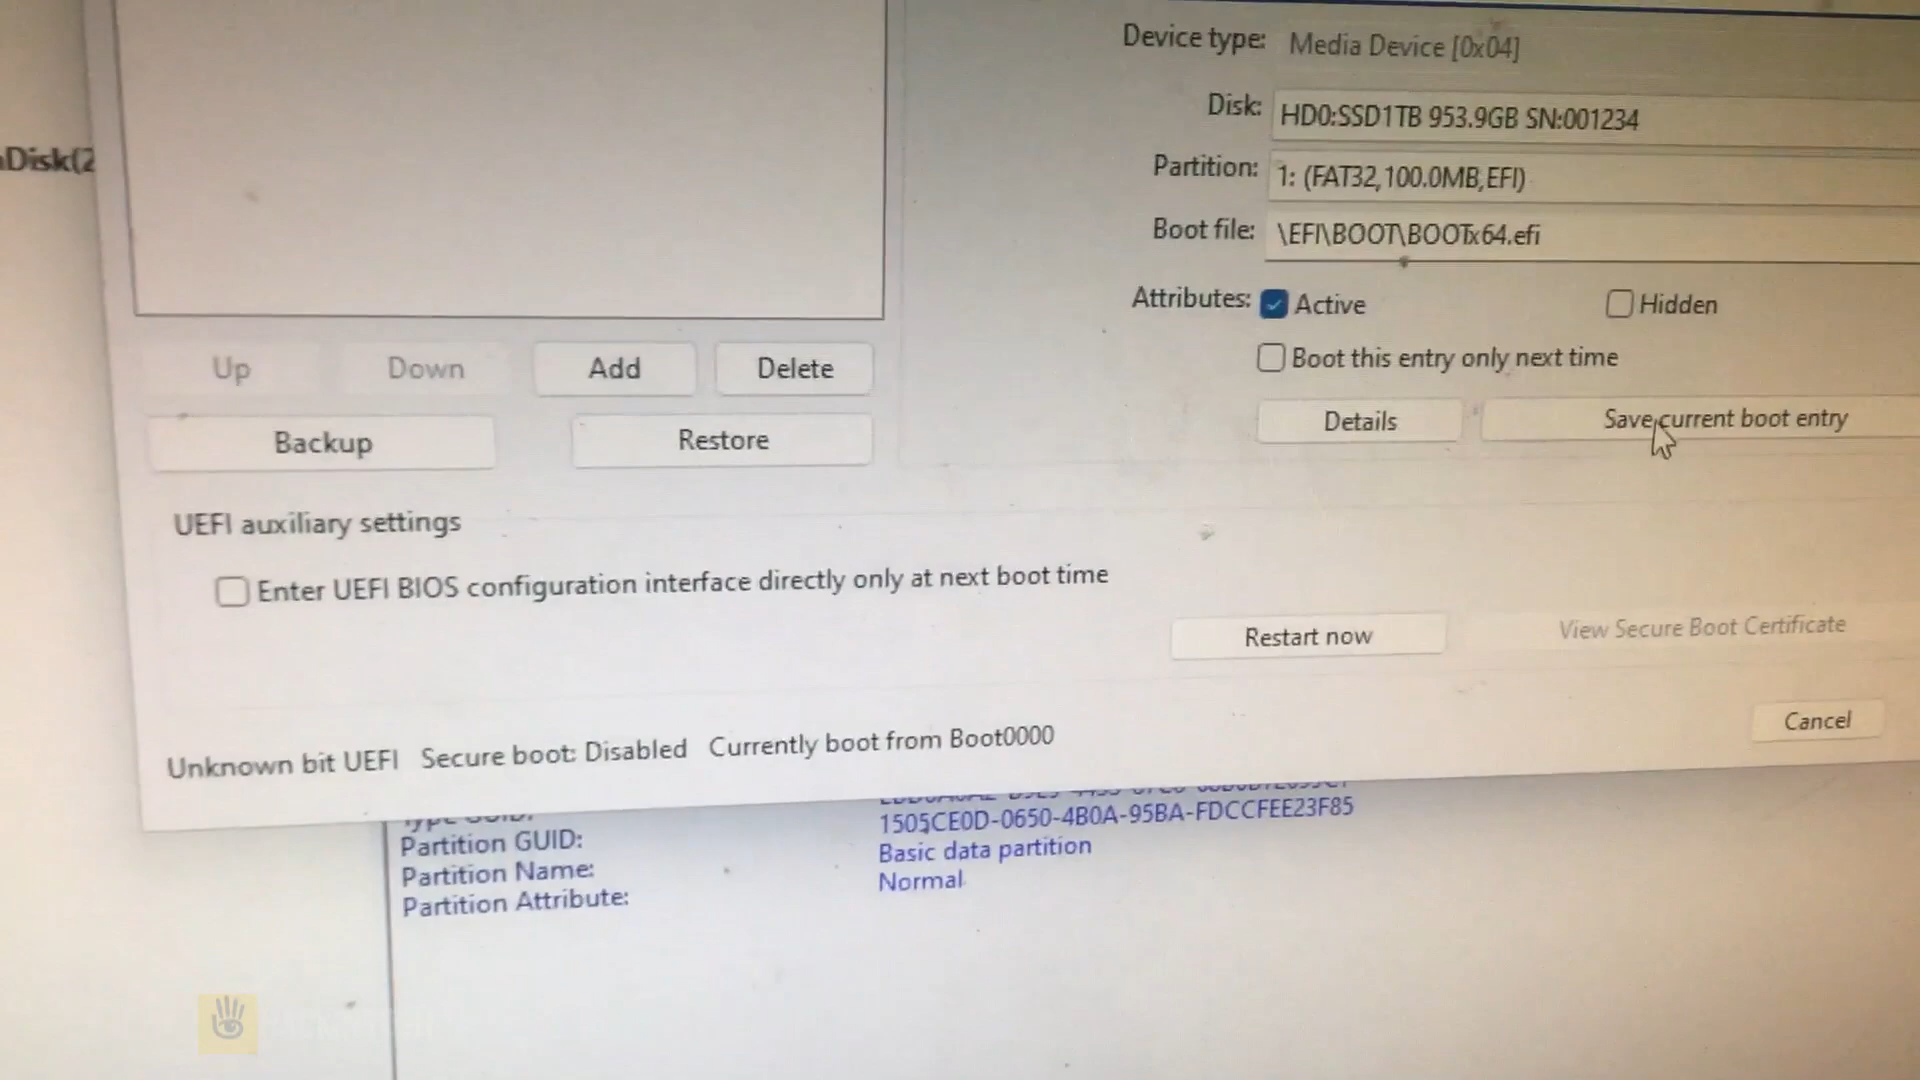 Device type: Media Device [0x04]
Disk: HD0:SSD1TB 953.9GB SN:001234
Disk(2
Partition: 1: (FAT32,100.0MB,EFI)
Boot file: \EFI\BOOT\BOOTx64.efi
Attributes: Active Hidden
Boot this entry only next time
Up Down Add Delete
Details Save current boot entry
Backup Restore
UEFI auxiliary settings
Enter UEFI BIOS configuration interface directly only at next boot time
Restart now View Secure Boot Certificate
Cancel
Unknown bit UEFI Secure boot: Disabled Currently boot from Boot0000
Partition GUID: 1505CE0D-0650-4B0A-95BA-FDCCFEE23F85
Partition Name: Basic data partition
Partition Attribute: Normal